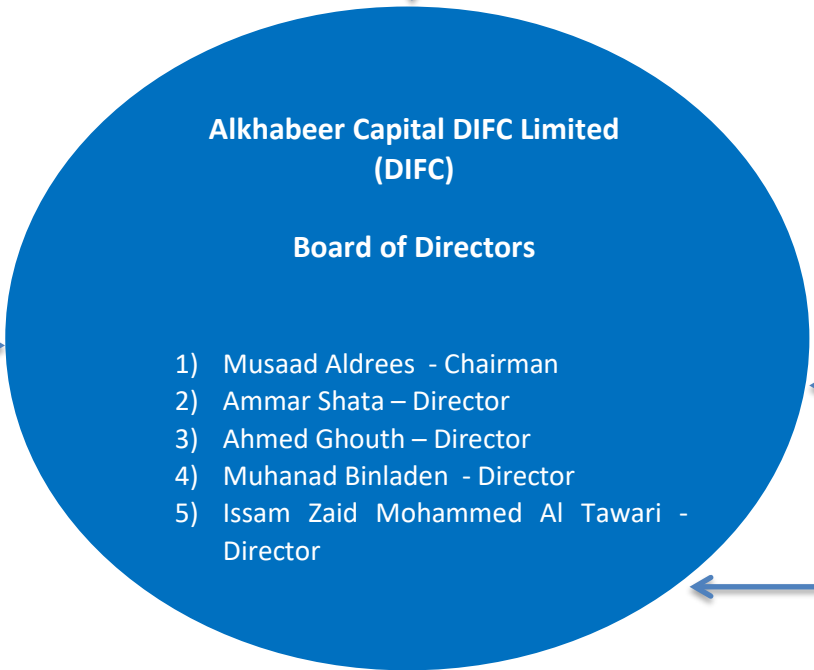 Alkhabeer Capital DIFC Limited
(DIFC)
Board of Directors
1) Musaad Aldrees - Chairman
2) Ammar Shata – Director
3) Ahmed Ghouth – Director
4) Muhanad Binladen - Director
5) Issam Zaid Mohammed Al Tawari -
Director